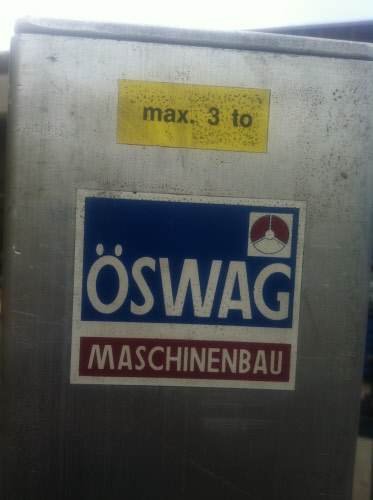 max. 3 to
ÖSWAG
MASCHINENBAU